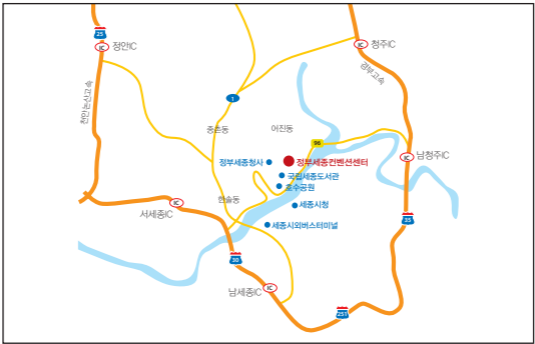 25
IC
정안IC
IC
청주IC
천안논산고속
경부고속
1
종촌동
어진동
96
정부세종청사
정부세종컨벤션센터
IC
남청주IC
국립세종도서관
호수공원
한솔동
IC
서세종IC
세종시청
35
세종시외버스터미널
30
IC
남세종IC
251